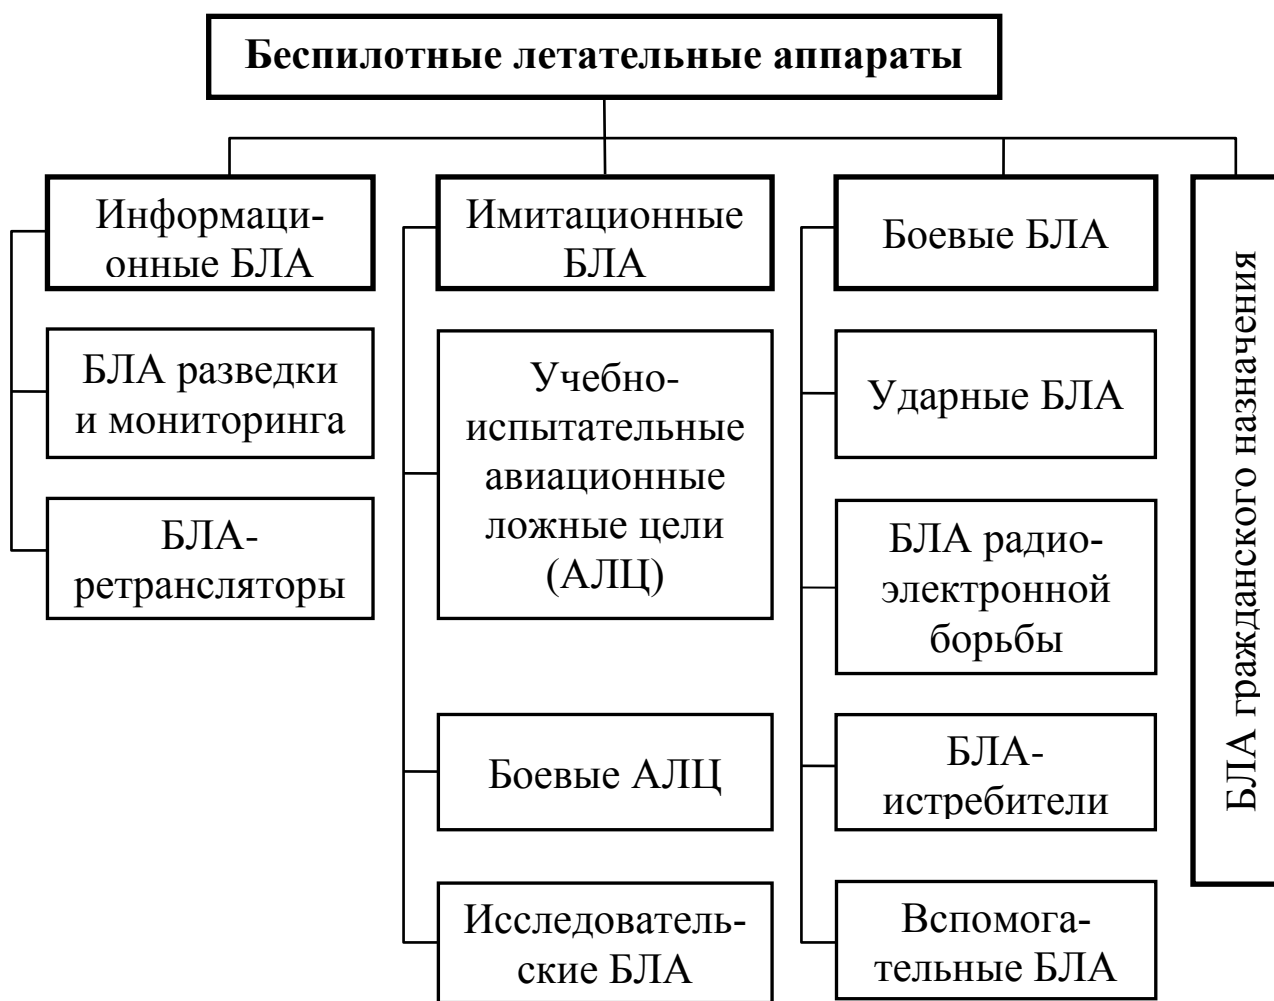 Беспилотные летательные аппараты
Информаци-
онные БЛА
БЛА разведки
и мониторинга
БЛА-
ретрансляторы
Имитационные
БЛА
Учебно-
испытательные
авиационные
ложные цели
(АЛЦ)
Боевые АЛЦ
Исследователь-
ские БЛА
Боевые БЛА
Ударные БЛА
БЛА радио-
электронной
борьбы
БЛА-
истребители
Вспомога-
тельные БЛА
БЛА гражданского назначения